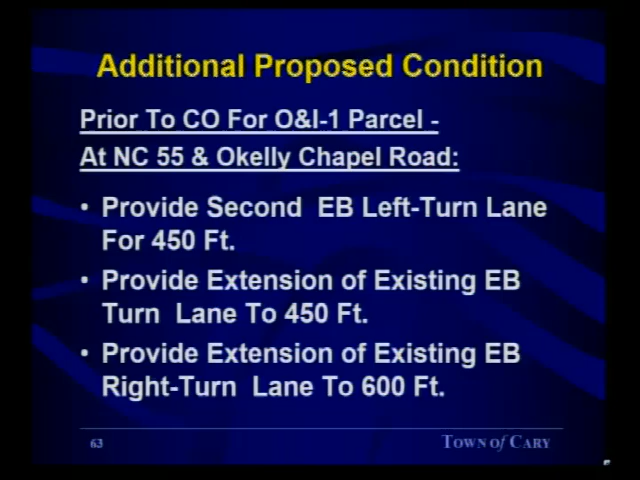 Additional Proposed Condition
Prior To CO For O&I-1 Parcel -
At NC 55 & Okelly Chapel Road:
• Provide Second EB Left-Turn Lane
For 450 Ft.
• Provide Extension of Existing EB
Turn Lane To 450 Ft.
• Provide Extension of Existing EB
Right-Turn Lane To 600 Ft.
63
TOWN of CARY